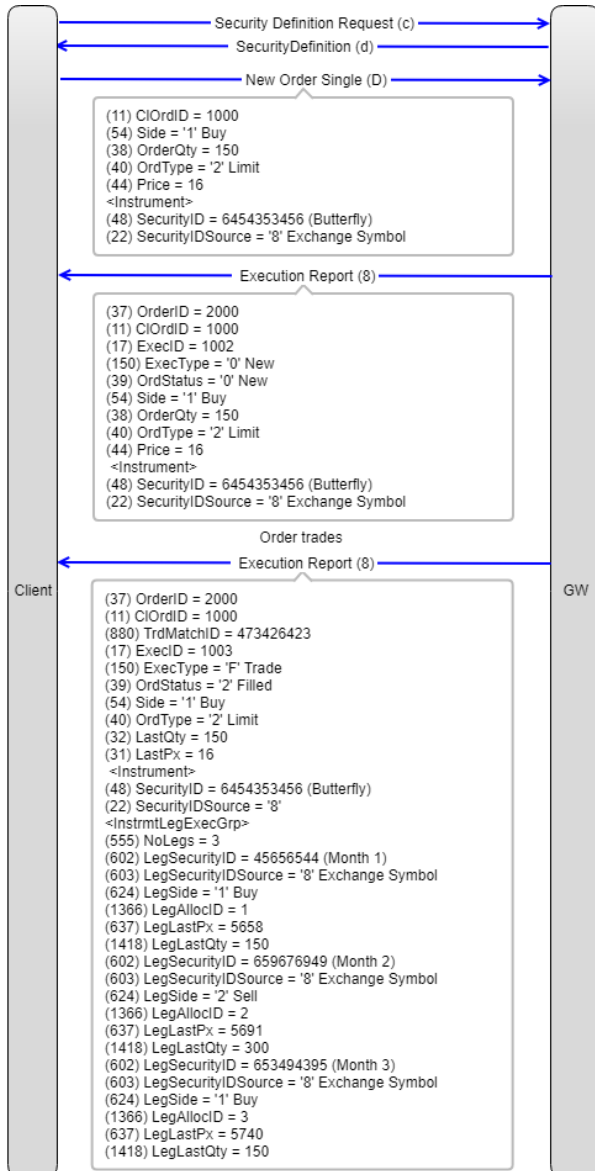 Security Definition Request (c)
SecurityDefinition (d)
New Order Single (D)
(11) ClOrdID = 1000
(54) Side = '1' Buy
(38) OrderQty = 150
(40) OrdType = '2' Limit
(44) Price = 16
<Instrument>
(48) SecurityID = 6454353456 (Butterfly)
(22) SecurityIDSource = '8' Exchange Symbol
Execution Report (8)
(37) OrderID = 2000
(11) ClOrdID = 1000
(17) ExecID = 1002
(150) ExecType = '0' New
(39) OrdStatus = '0' New
(54) Side = '1' Buy
(38) OrderQty = 150
(40) OrdType = '2' Limit
(44) Price = 16
<Instrument>
(48) SecurityID = 6454353456 (Butterfly)
(22) SecurityIDSource = '8' Exchange Symbol
Order trades
Execution Report (8)
Client
GW
(37) OrderID = 2000
(11) ClOrdID = 1000
(880) TrdMatchID = 473426423
(17) ExecID = 1003
(150) ExecType = 'F' Trade
(39) OrdStatus = '2' Filled
(54) Side = '1' Buy
(40) OrdType = '2' Limit
(32) LastQty = 150
(31) LastPx = 16
<Instrument>
(48) SecurityID = 6454353456 (Butterfly)
(22) SecurityIDSource = '8'
<InstrmtLegExecGrp>
(555) NoLegs = 3
(602) LegSecurityID = 45656544 (Month 1)
(603) LegSecurityIDSource = '8' Exchange Symbol
(624) LegSide = '1' Buy
(1366) LegAllocID = 1
(637) LegLastPx = 5658
(1418) LegLastQty = 150
(602) LegSecurityID = 659676949 (Month 2)
(603) LegSecurityIDSource = '8' Exchange Symbol
(624) LegSide = '2' Sell
(1366) LegAllocID = 2
(637) LegLastPx = 5691
(1418) LegLastQty = 300
(602) LegSecurityID = 653494395 (Month 3)
(603) LegSecurityIDSource = '8' Exchange Symbol
(624) LegSide = '1' Buy
(1366) LegAllocID = 3
(637) LegLastPx = 5740
(1418) LegLastQty = 150